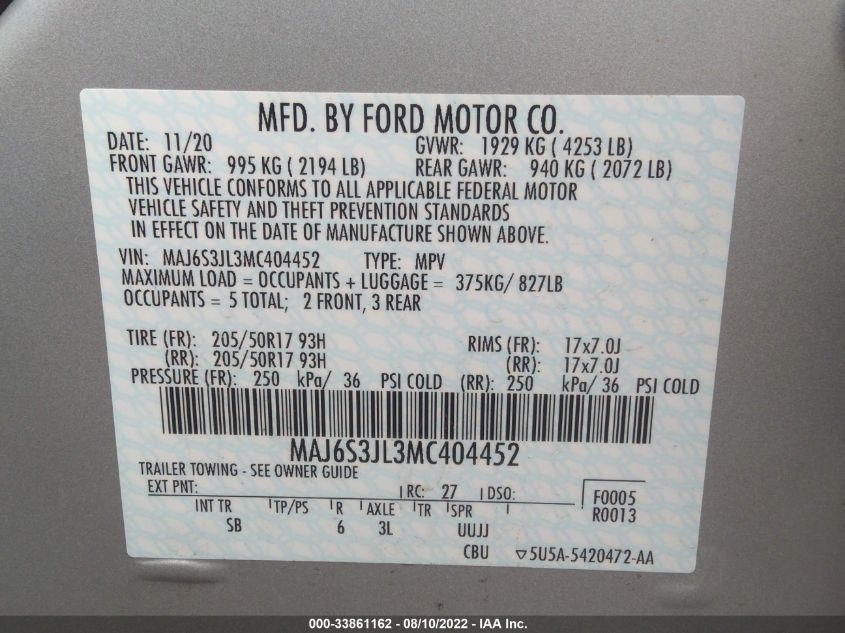 MFD. BY FORD MOTOR CO.
DATE: 11/20 GVWR: 1929 KG ( 4253 LB)
FRONT GAWR: 995 KG ( 2194 LB) REAR GAWR: 940 KG ( 2072 LB)
THIS VEHICLE CONFORMS TO ALL APPLICABLE FEDERAL MOTOR
VEHICLE SAFETY AND THEFT PREVENTION STANDARDS
IN EFFECT ON THE DATE OF MANUFACTURE SHOWN ABOVE.
VIN: MAJ6S3JL3MC404452 TYPE: MPV
MAXIMUM LOAD = OCCUPANTS + LUGGAGE = 375KG/ 827LB
OCCUPANTS = 5 TOTAL; 2 FRONT, 3 REAR
TIRE (FR): 205/50R17 93H RIMS (FR): 17x7.0J
(RR): 205/50R17 93H (RR): 17x7.0J
PRESSURE (FR): 250 kPa/ 36 PSI COLD (RR): 250 kPa/ 36 PSI COLD
MAJ6S3JL3MC404452
TRAILER TOWING - SEE OWNER GUIDE
EXT PNT: RC: 27 DSO: F0005
INT TR TP/PS R AXLE TR SPR R0013
SB 6 3L UUJJ
CBU ▽5U5A-5420472-AA
000-33861162 - 08/10/2022 - IAA Inc.